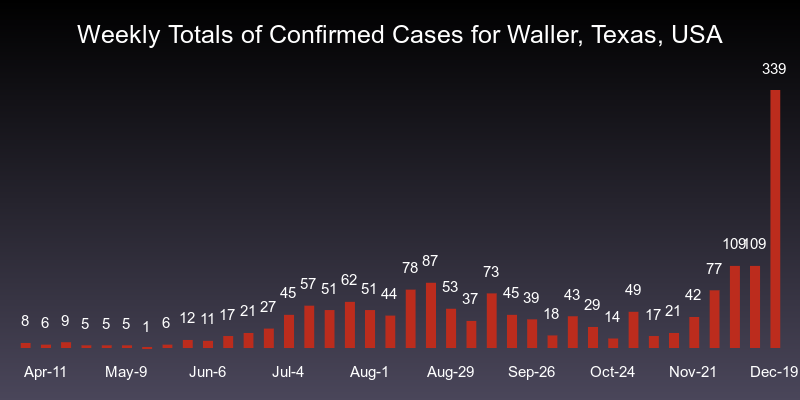 Weekly Totals of Confirmed Cases for Waller, Texas, USA
8 6 9 5 5 5 1 6 12 11 17 21 27 45 57 51 62 51 44 78 87 53 37 73 45 39 18 43 29 14 49 17 21 42 77 109 109 339
Apr-11 May-9 Jun-6 Jul-4 Aug-1 Aug-29 Sep-26 Oct-24 Nov-21 Dec-19